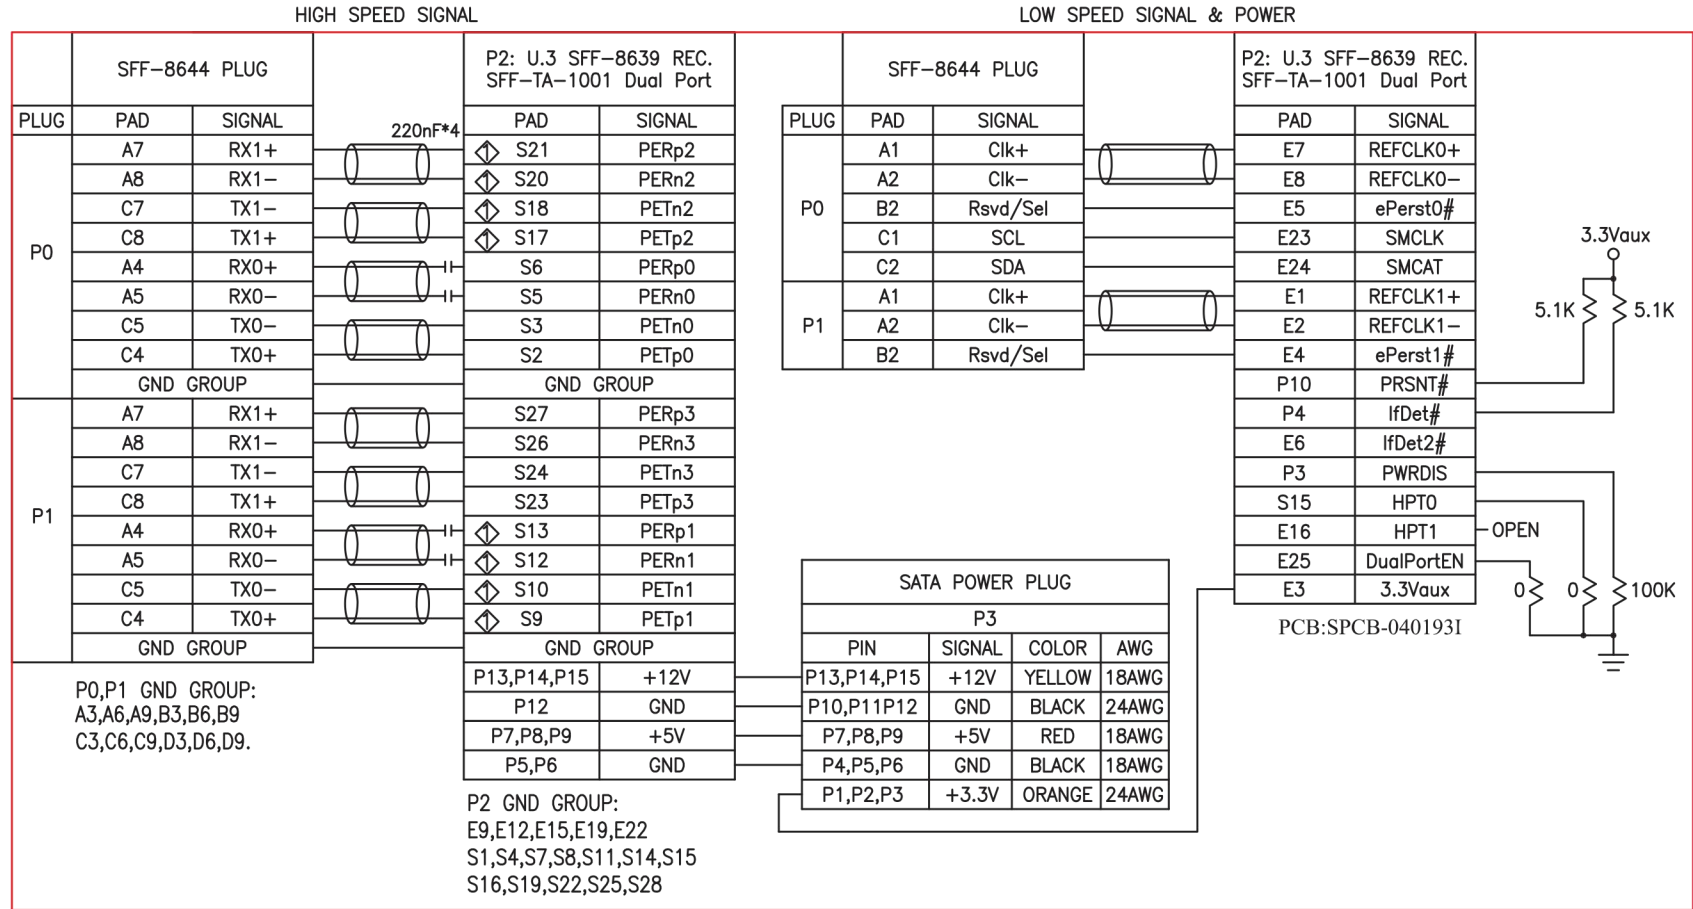 HIGH SPEED SIGNAL
SFF-8644 PLUG
P2: U.3 SFF-8639 REC.
SFF-TA-1001 Dual Port
PLUG PAD SIGNAL 220nF*4 PAD SIGNAL
P0
A7 RX1+ 1 S21 PERp2
A8 RX1- 1 S20 PERn2
C7 TX1- 1 S18 PETn2
C8 TX1+ 1 S17 PETp2
A4 RX0+ S6 PERp0
A5 RX0- S5 PERn0
C5 TX0- S3 PETn0
C4 TX0+ S2 PETp0
GND GROUP GND GROUP
P1
A7 RX1+ S27 PERp3
A8 RX1- S26 PERn3
C7 TX1- S24 PETn3
C8 TX1+ S23 PETp3
A4 RX0+ 1 S13 PERp1
A5 RX0- 1 S12 PERn1
C5 TX0- 1 S10 PETn1
C4 TX0+ 1 S9 PETp1
GND GROUP GND GROUP
P13,P14,P15 +12V
P12 GND
P7,P8,P9 +5V
P5,P6 GND
P0,P1 GND GROUP:
A3,A6,A9,B3,B6,B9
C3,C6,C9,D3,D6,D9.
P2 GND GROUP:
E9,E12,E15,E19,E22
S1,S4,S7,S8,S11,S14,S15
S16,S19,S22,S25,S28
LOW SPEED SIGNAL & POWER
SFF-8644 PLUG
P2: U.3 SFF-8639 REC.
SFF-TA-1001 Dual Port
PLUG PAD SIGNAL PAD SIGNAL
P0
A1 Clk+ E7 REFCLK0+
A2 Clk- E8 REFCLK0-
B2 Rsvd/Sel E5 ePerst0#
C1 SCL E23 SMCLK
C2 SDA E24 SMCAT
P1
A1 Clk+ E1 REFCLK1+
A2 Clk- E2 REFCLK1-
B2 Rsvd/Sel E4 ePerst1#
P10 PRSNT#
P4 IfDet#
E6 IfDet2#
P3 PWRDIS
S15 HPT0
E16 HPT1 OPEN
E25 DualPortEN
E3 3.3Vaux
3.3Vaux
5.1K 5.1K
0 0 100K
PCB:SPCB-040193I
SATA POWER PLUG
P3
PIN SIGNAL COLOR AWG
P13,P14,P15 +12V YELLOW 18AWG
P10,P11P12 GND BLACK 24AWG
P7,P8,P9 +5V RED 18AWG
P4,P5,P6 GND BLACK 18AWG
P1,P2,P3 +3.3V ORANGE 24AWG